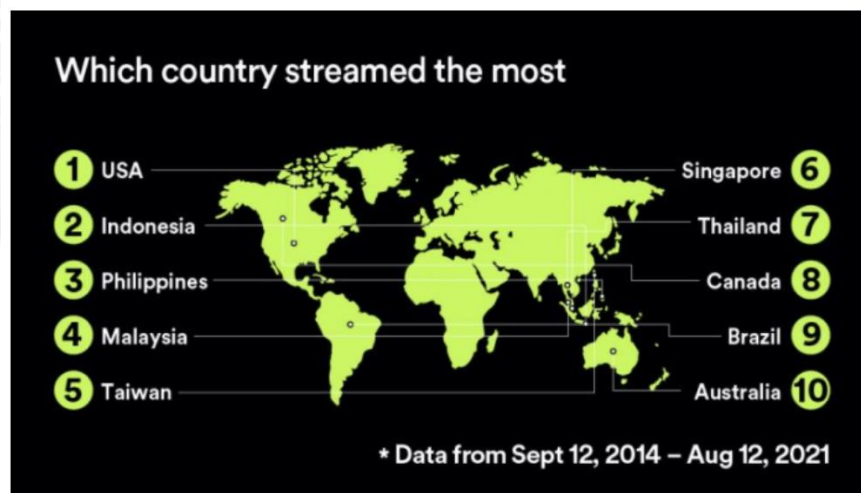 Which country streamed the most
1 USA
2 Indonesia
3 Philippines
4 Malaysia
5 Taiwan
Singapore 6
Thailand 7
Canada 8
Brazil 9
Australia 10
* Data from Sept 12, 2014 – Aug 12, 2021